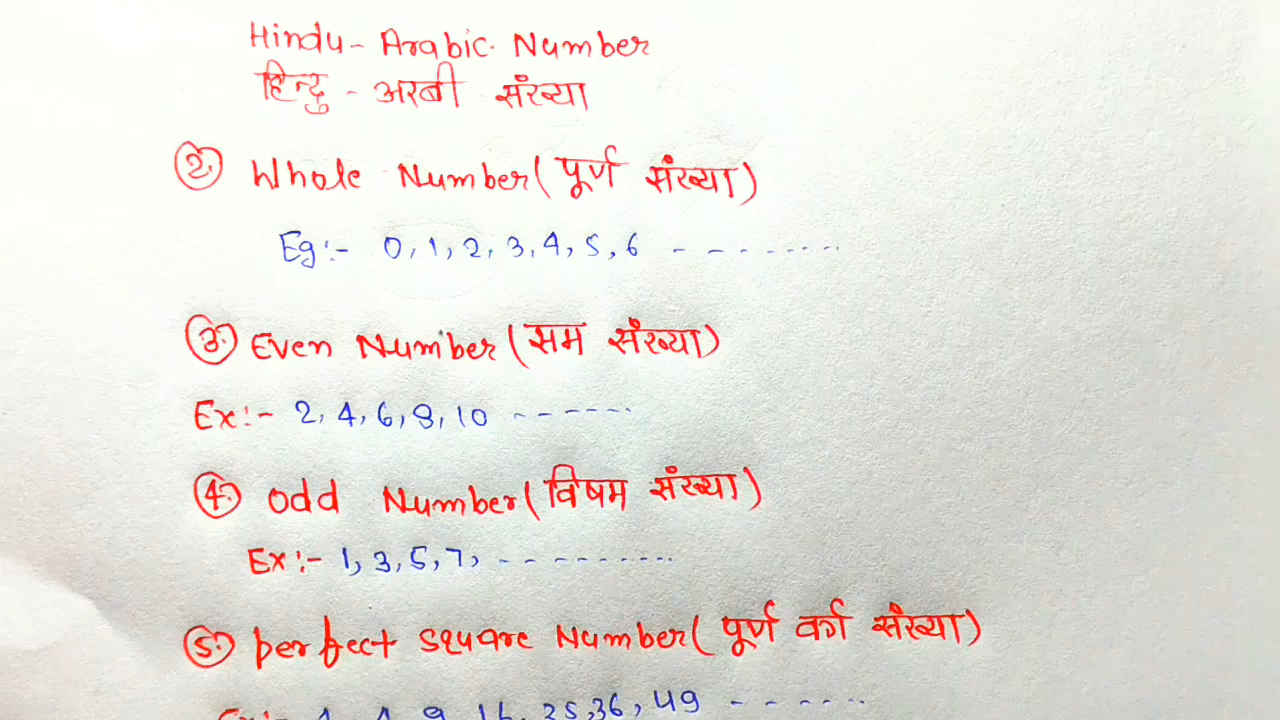 Hindu - Arabic Number
हिन्दु - अरबी संख्या
2. Whole Number (पूर्ण संख्या)
Eg:- 0, 1, 2, 3, 4, 5, 6 - - - - - - - -
3. Even Number (सम संख्या)
Ex:- 2, 4, 6, 8, 10 - - - - - -
4. odd Number (विषम संख्या)
Ex:- 1, 3, 5, 7, - - - - - - - - -
5. perfect square Number (पूर्ण वर्ग संख्या)
Ex:- 1, 4, 9, 16, 25, 36, 49 - - - - - -